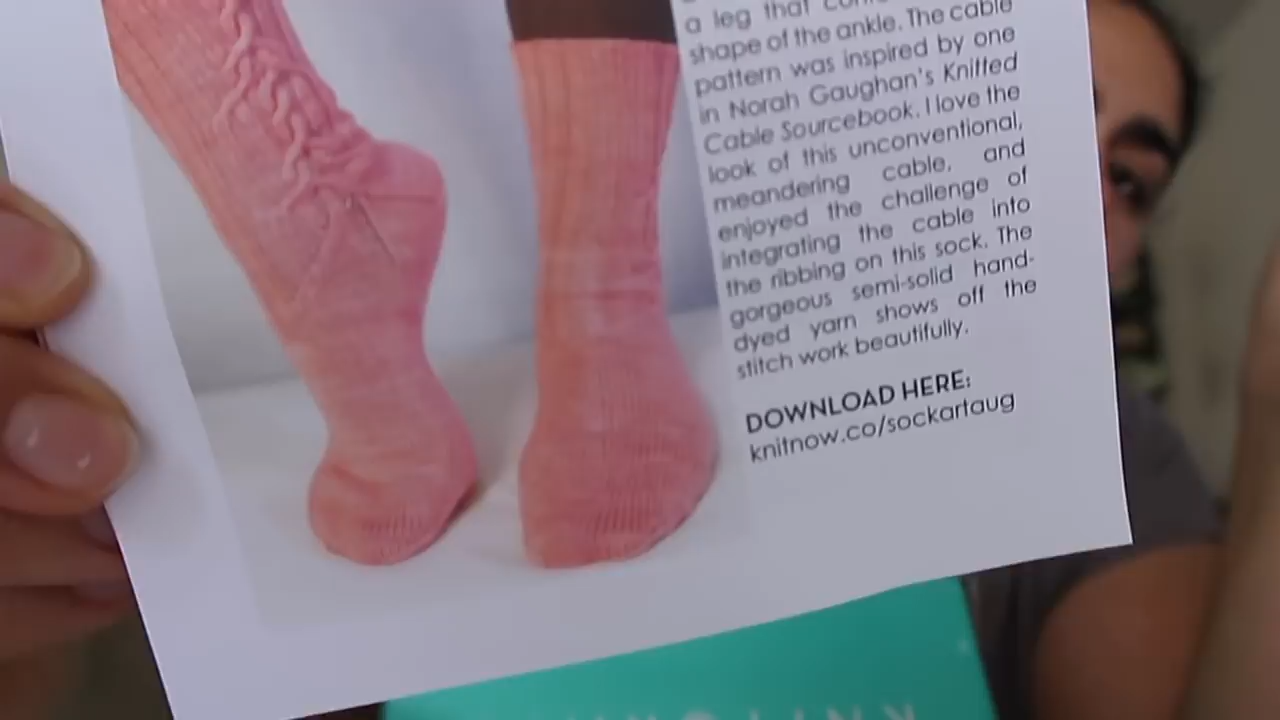 a leg that
shape of the ankle. The cable
pattern was inspired by one
in Norah Gaughan's Knitted
Cable Sourcebook. I love the
look of this unconventional,
meandering cable, and
enjoyed the challenge of
integrating the cable into
the ribbing on this sock. The
gorgeous semi-solid hand-
dyed yarn shows off the
stitch work beautifully.
DOWNLOAD HERE:
knitnow.co/sockartaug